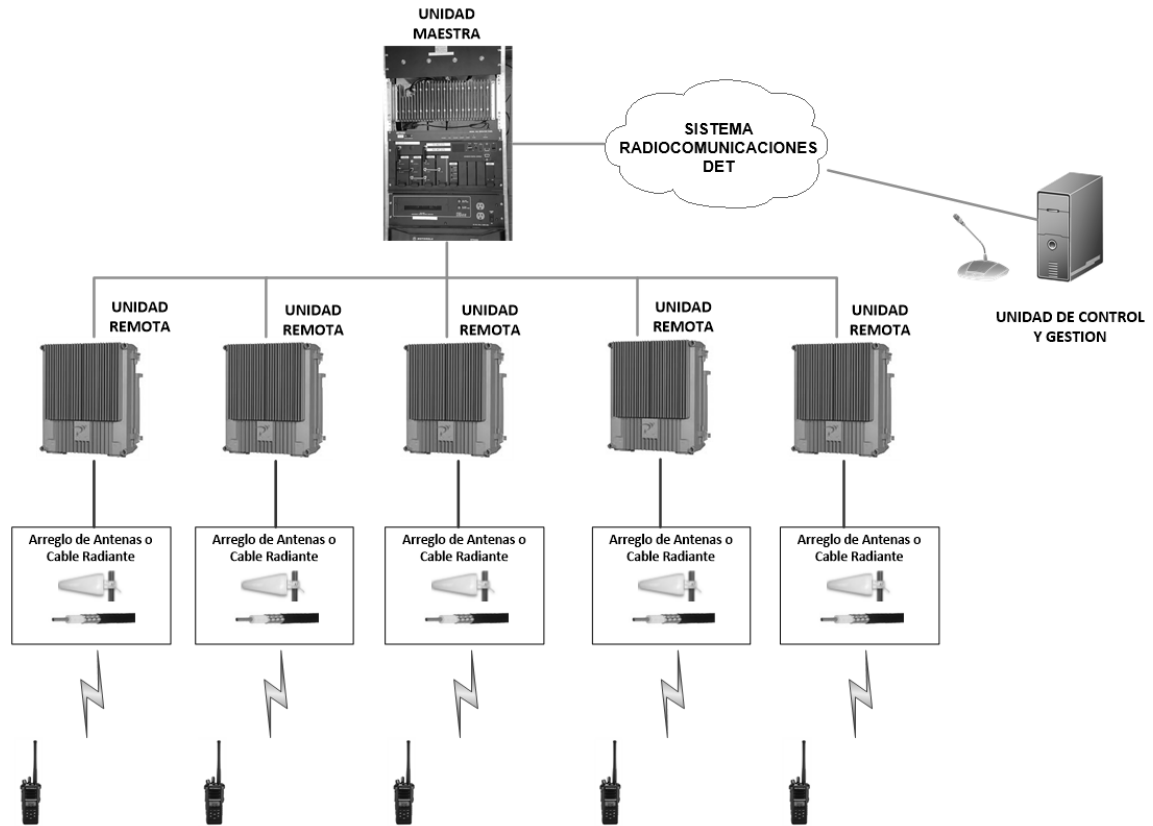 UNIDAD
MAESTRA
SISTEMA
RADIOCOMUNICACIONES
DET
UNIDAD DE CONTROL
Y GESTION
UNIDAD
REMOTA
UNIDAD
REMOTA
UNIDAD
REMOTA
UNIDAD
REMOTA
UNIDAD
REMOTA
Arreglo de Antenas o
Cable Radiante
Arreglo de Antenas o
Cable Radiante
Arreglo de Antenas o
Cable Radiante
Arreglo de Antenas o
Cable Radiante
Arreglo de Antenas o
Cable Radiante